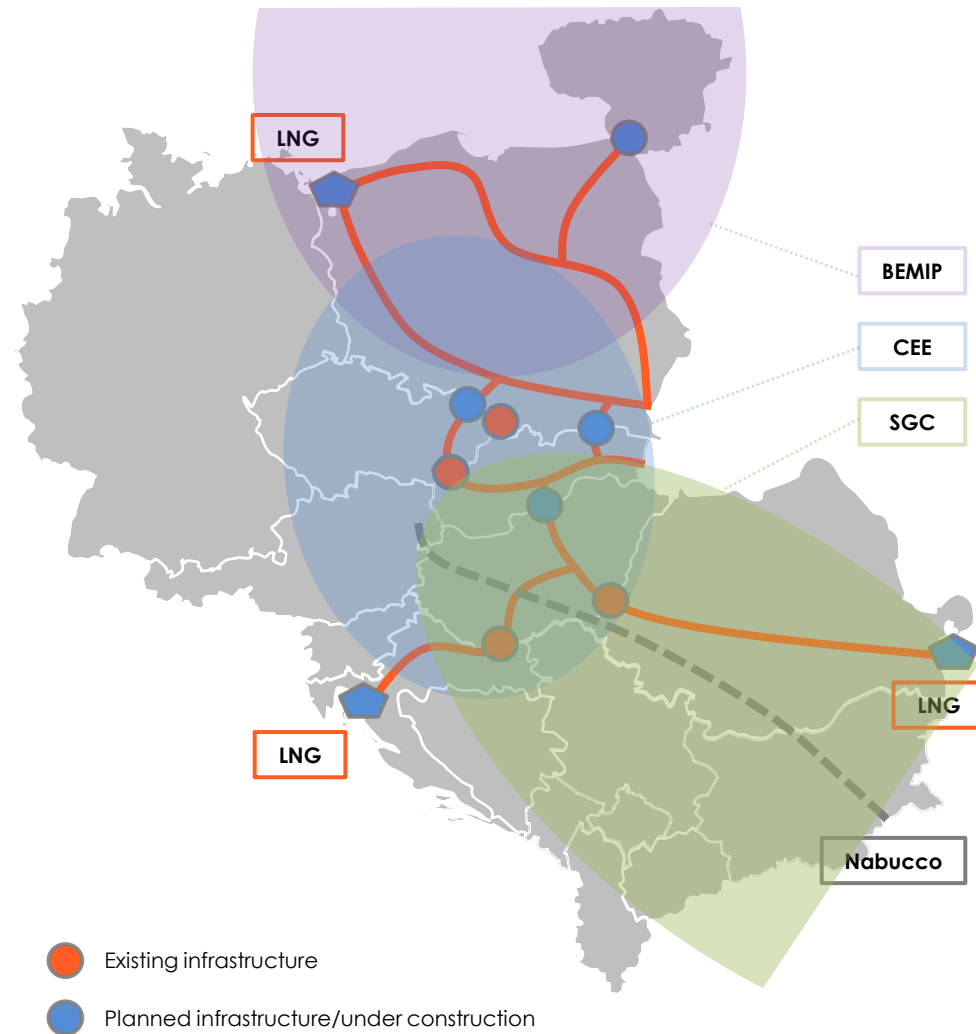 LNG
BEMIP
CEE
SGC
LNG
LNG
Nabucco
Existing infrastructure
Planned infrastructure/under construction